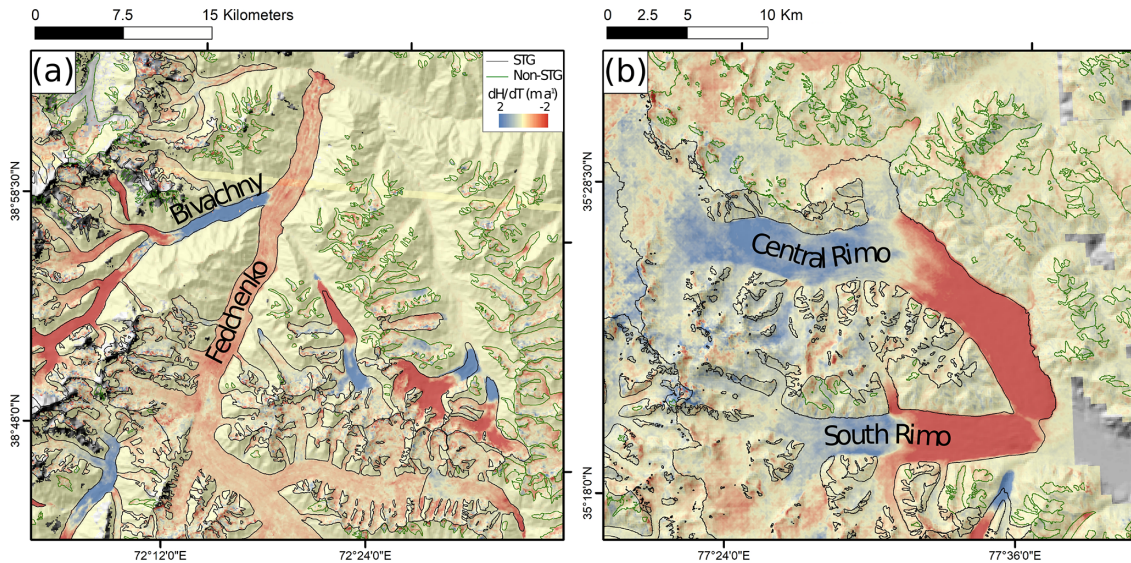 0 7.5 15 Kilometers
0 2.5 5 10 Km
(a)
STG
Non-STG
dH/dT (m a¹)
2 -2
Bivachny
Fedchenko
38°58'30"N
38°48'0"N
72°12'0"E 72°24'0"E
(b)
Central Rimo
South Rimo
35°28'30"N
35°18'0"N
77°24'0"E 77°36'0"E